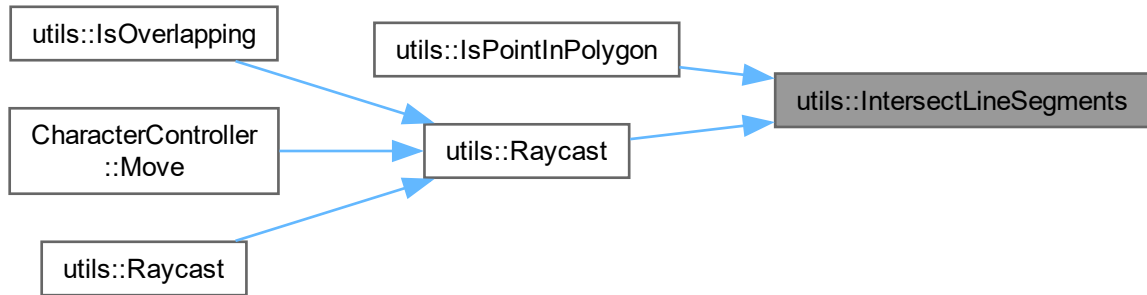 utils::IsOverlapping
utils::IsPointInPolygon
utils::IntersectLineSegments
CharacterController
::Move
utils::Raycast
utils::Raycast